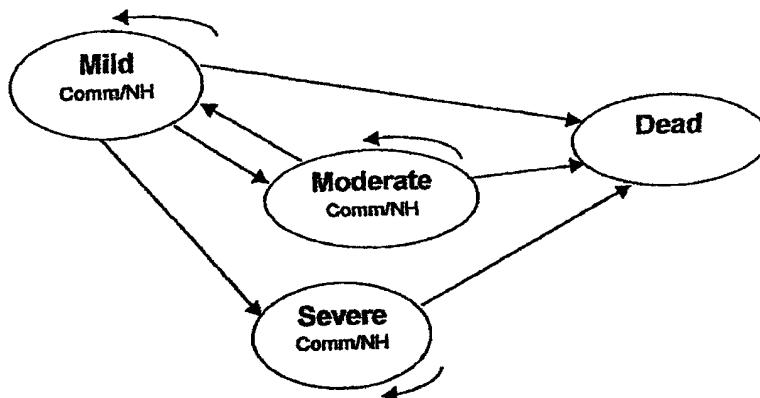 Mild
Comm/NH
Dead
Moderate
Comm/NH
Severe
Comm/NH